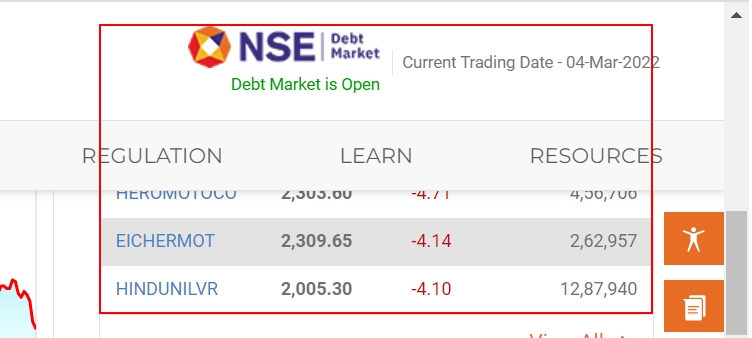 NSE Debt Market
Debt Market is Open
Current Trading Date - 04-Mar-2022
REGULATION LEARN RESOURCES
HEROMOTOCO 2,303.60 -4.71 4,56,706
EICHERMOT 2,309.65 -4.14 2,62,957
HINDUNILVR 2,005.30 -4.10 12,87,940
View All